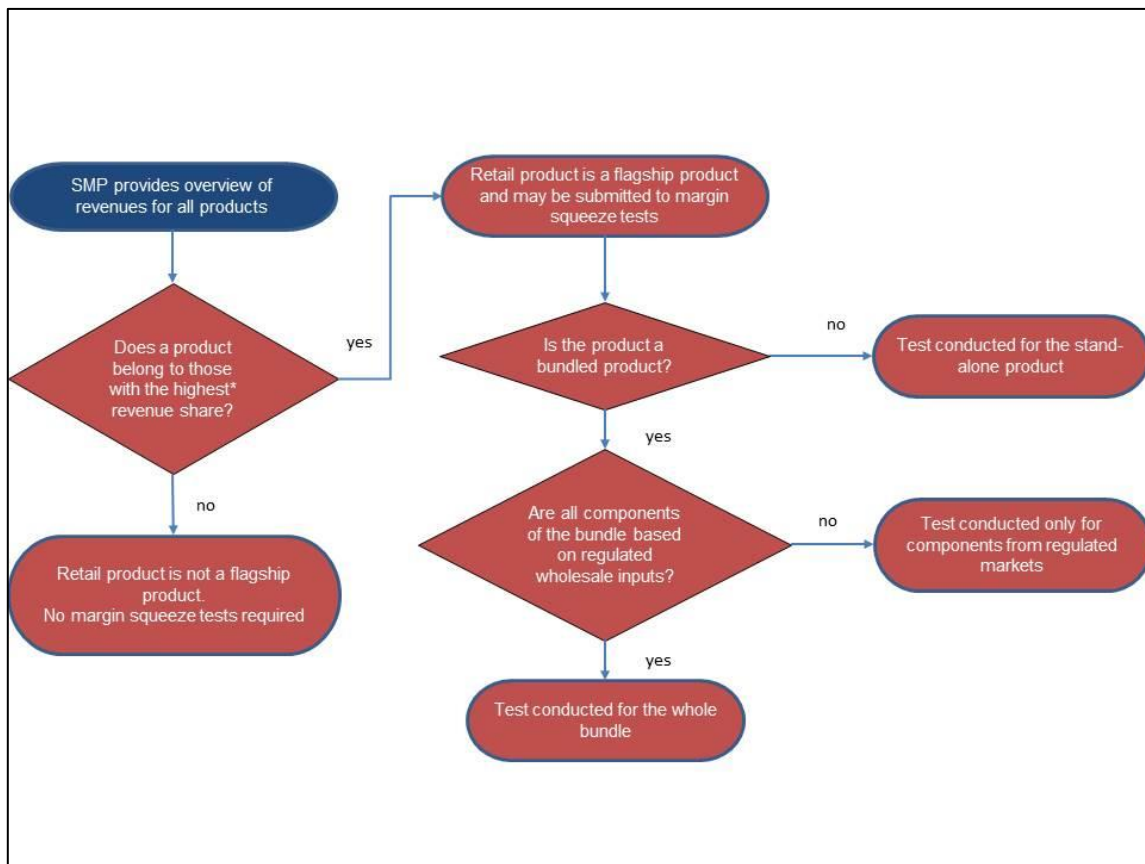 SMP provides overview of
revenues for all products
Does a product
belong to those
with the highest*
revenue share?
yes
no
Retail product is not a flagship
product.
No margin squeeze tests required
Retail product is a flagship product
and may be submitted to margin
squeeze tests
Is the product a
bundled product?
no
Test conducted for the stand-
alone product
yes
Are all components
of the bundle based
on regulated
wholesale inputs?
no
Test conducted only for
components from regulated
markets
yes
Test conducted for the whole
bundle